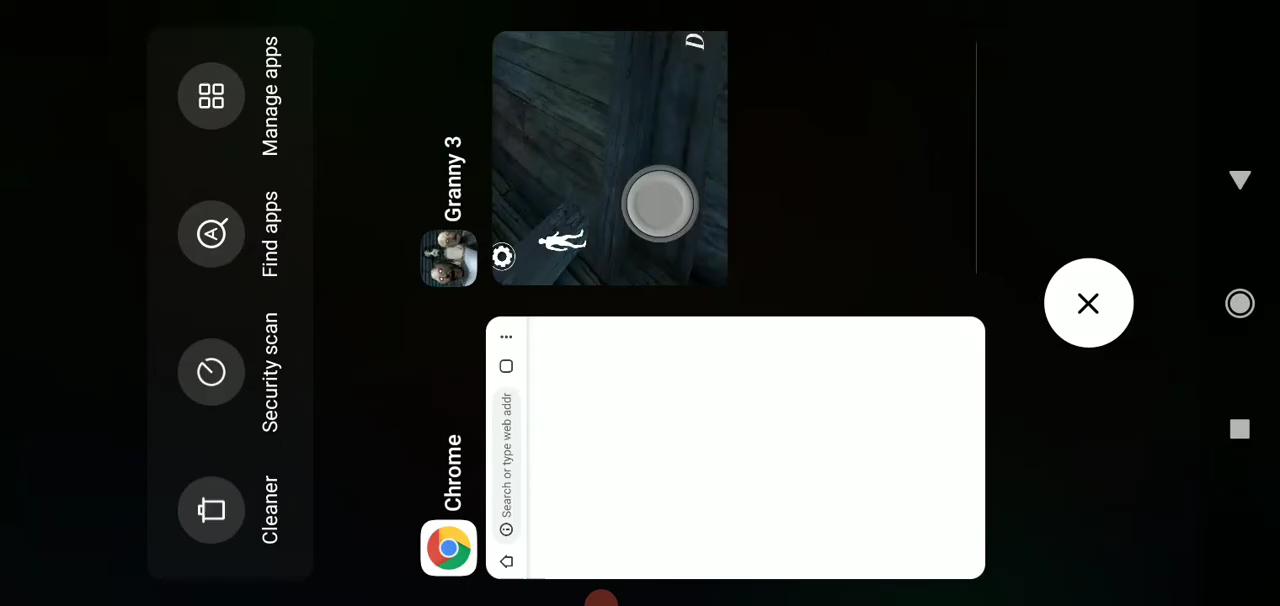 Cleaner
Security scan
Find apps
Manage apps
Chrome
Granny 3
Search or type web addr
D